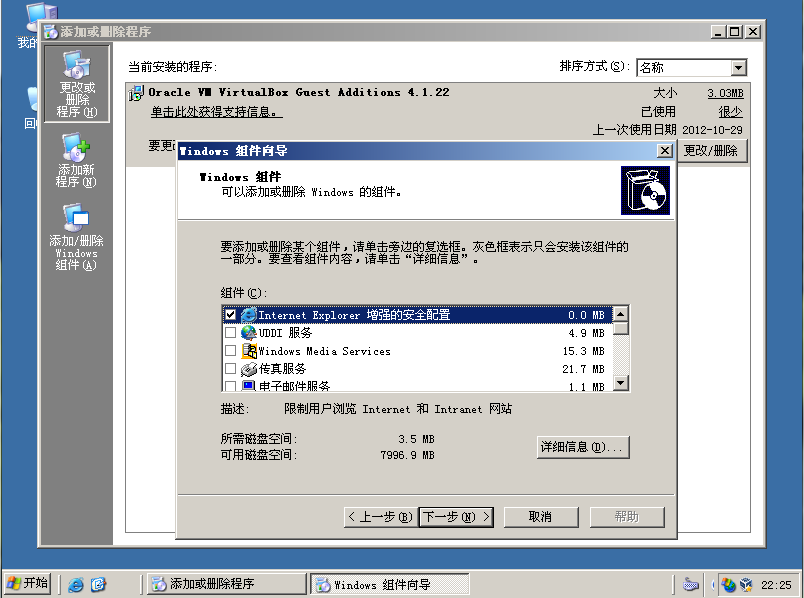 我的
回
添加或删除程序
更改或
删除
程序(H)
添加新
程序(N)
添加/删除
Windows
组件(A)
当前安装的程序:
排序方式(S):
名称
Oracle VM VirtualBox Guest Additions 4.1.22
大小
3.03MB
单击此处获得支持信息。
已使用
很少
上一次使用日期
2012-10-29
要更
更改/删除
Windows 组件向导
Windows 组件
可以添加或删除 Windows 的组件。
要添加或删除某个组件，请单击旁边的复选框。灰色框表示只会安装该组件的
一部分。要查看组件内容，请单击“详细信息”。
组件(C):
Internet Explorer 增强的安全配置 0.0 MB
UDDI 服务 4.9 MB
Windows Media Services 15.3 MB
传真服务 21.7 MB
电子邮件服务 1.1 MB
描述: 限制用户浏览 Internet 和 Intranet 网站
所需磁盘空间: 3.5 MB
可用磁盘空间: 7996.9 MB
详细信息(D)...
< 上一步(B)
下一步(N) >
取消
帮助
开始
添加或删除程序
Windows 组件向导
22:25